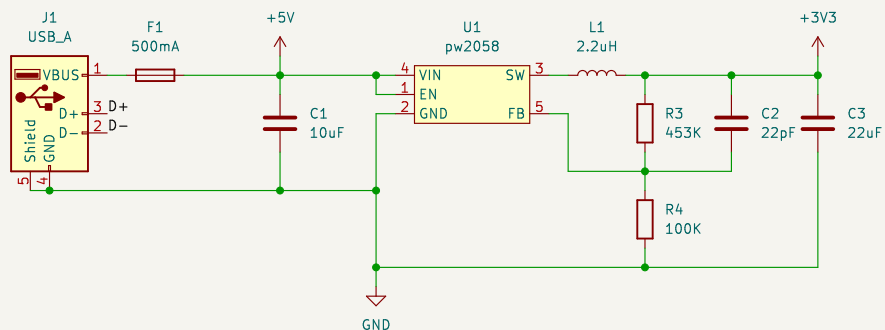 J1
USB_A
VBUS 1
D+ 3 D+
D- 2 D-
Shield
GND
5
4
F1
500mA
+5V
C1
10uF
U1
pw2058
4 VIN
1 EN
2 GND
SW 3
FB 5
L1
2.2uH
+3V3
R3
453K
C2
22pF
C3
22uF
R4
100K
GND